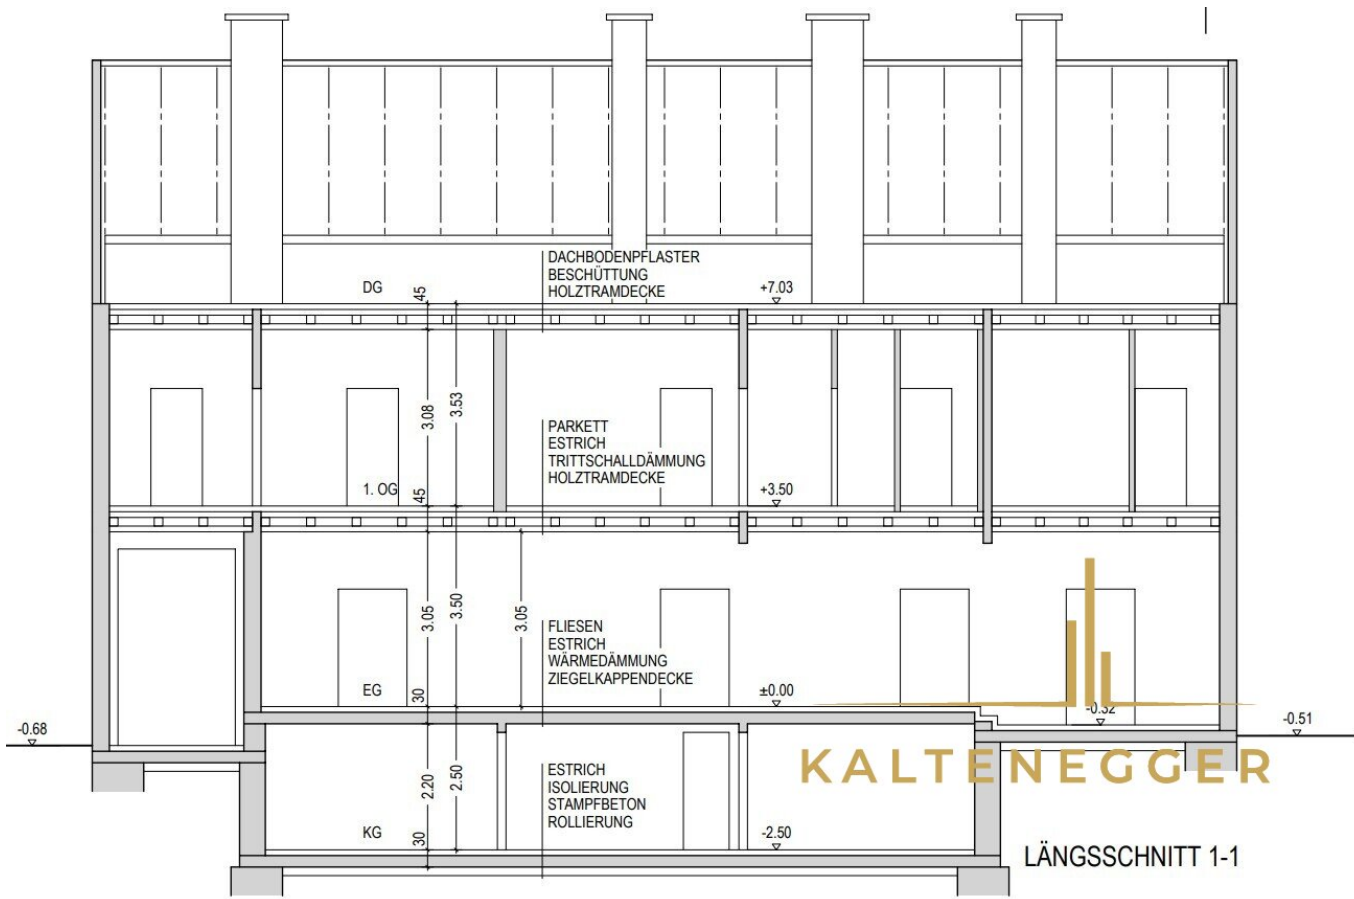 DACHBODENPFLASTER
BESCHÜTTUNG
HOLZTRAMDECKE
DG
45
+7.03
3.08
3.53
PARKETT
ESTRICH
TRITTSCHALLDÄMMUNG
HOLZTRAMDECKE
1. OG
45
+3.50
3.05
3.50
3.05
FLIESEN
ESTRICH
WÄRMEDÄMMUNG
ZIEGELKAPPENDECKE
EG
30
±0.00
-0.32
-0.68
-0.51
KALTENEGGER
2.20
2.50
ESTRICH
ISOLIERUNG
STAMPFBETON
ROLLIERUNG
KG
30
-2.50
LÄNGSSCHNITT 1-1